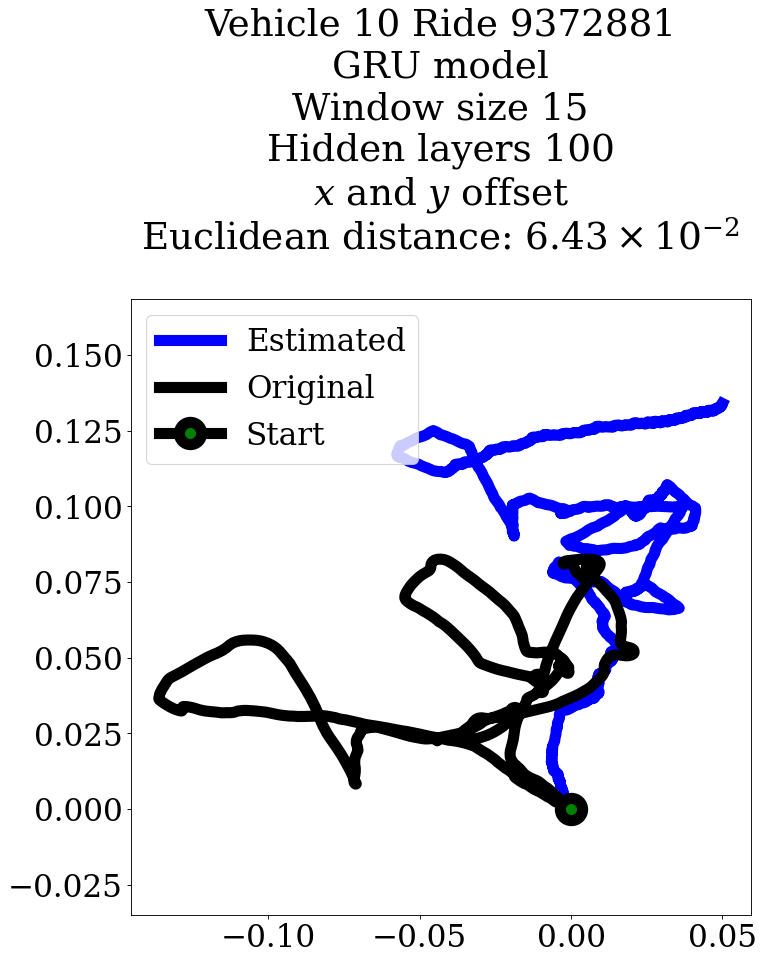 Vehicle 10 Ride 9372881
GRU model
Window size 15
Hidden layers 100
x and y offset
Euclidean distance: 6.43 × 10⁻²
Estimated
Original
Start
0.150
0.125
0.100
0.075
0.050
0.025
0.000
−0.025
−0.10 −0.05 0.00 0.05